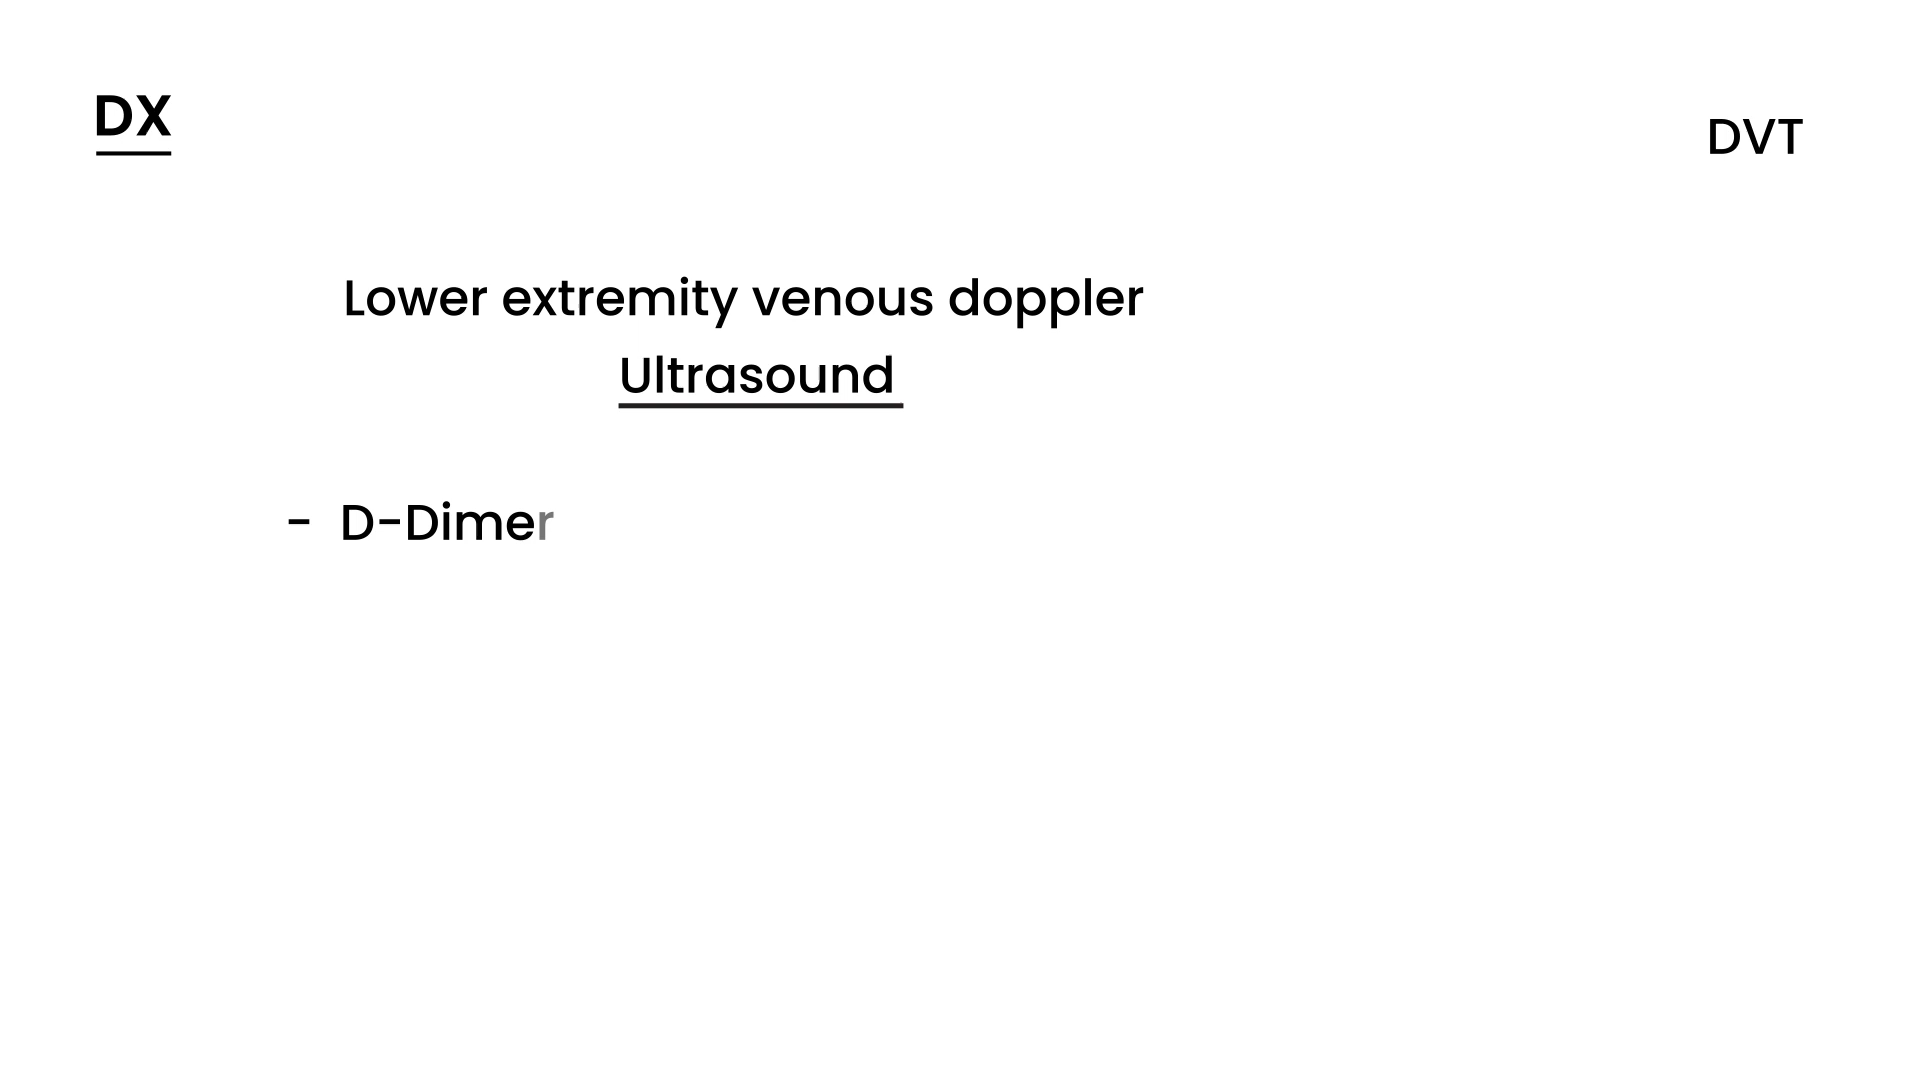 DX
DVT
Lower extremity venous doppler
Ultrasound
- D-Dimer